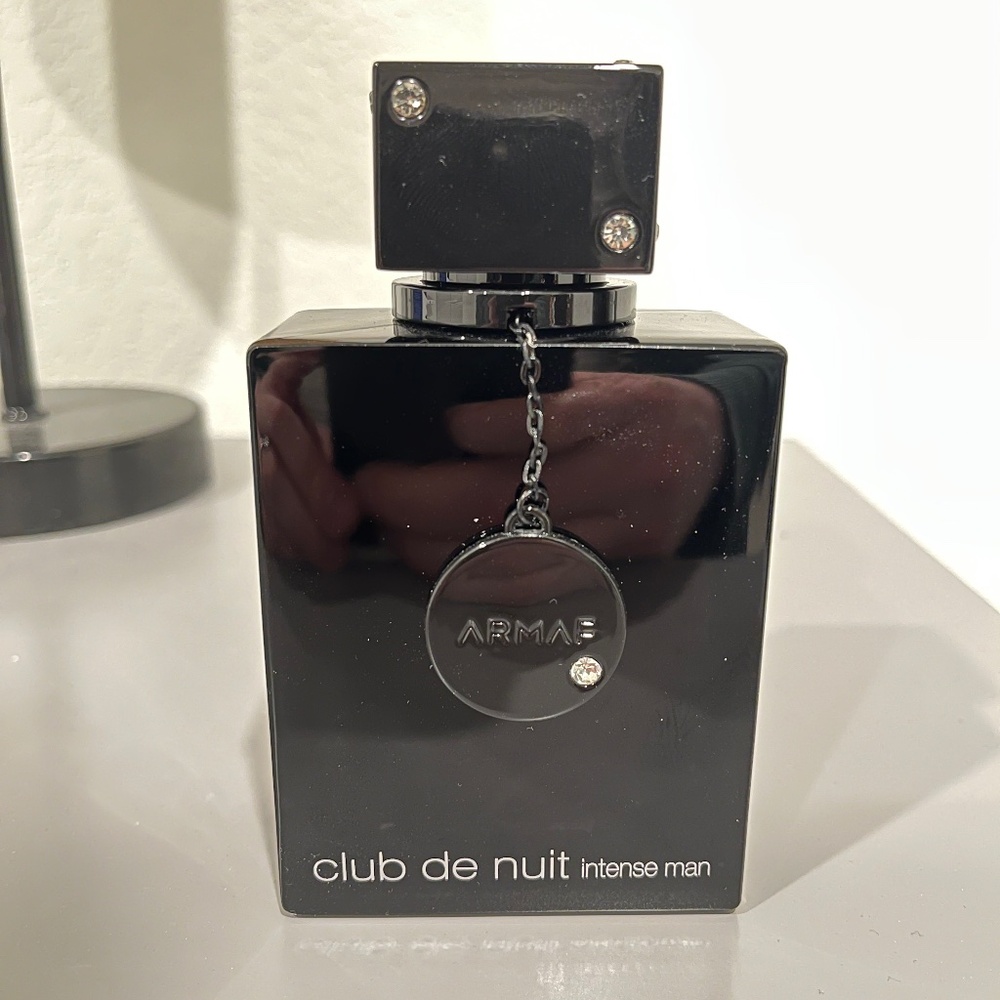 ARMAF
club de nuit intense man